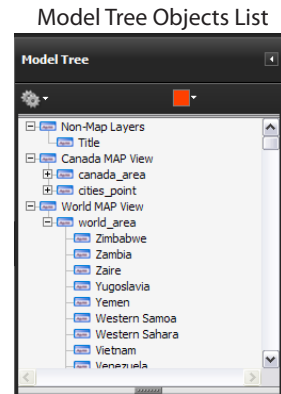 Model Tree Objects List
Model Tree
Non-Map Layers
Title
Canada MAP View
canada_area
cities_point
World MAP View
world_area
Zimbabwe
Zambia
Zaire
Yugoslavia
Yemen
Western Samoa
Western Sahara
Vietnam
Venezuela